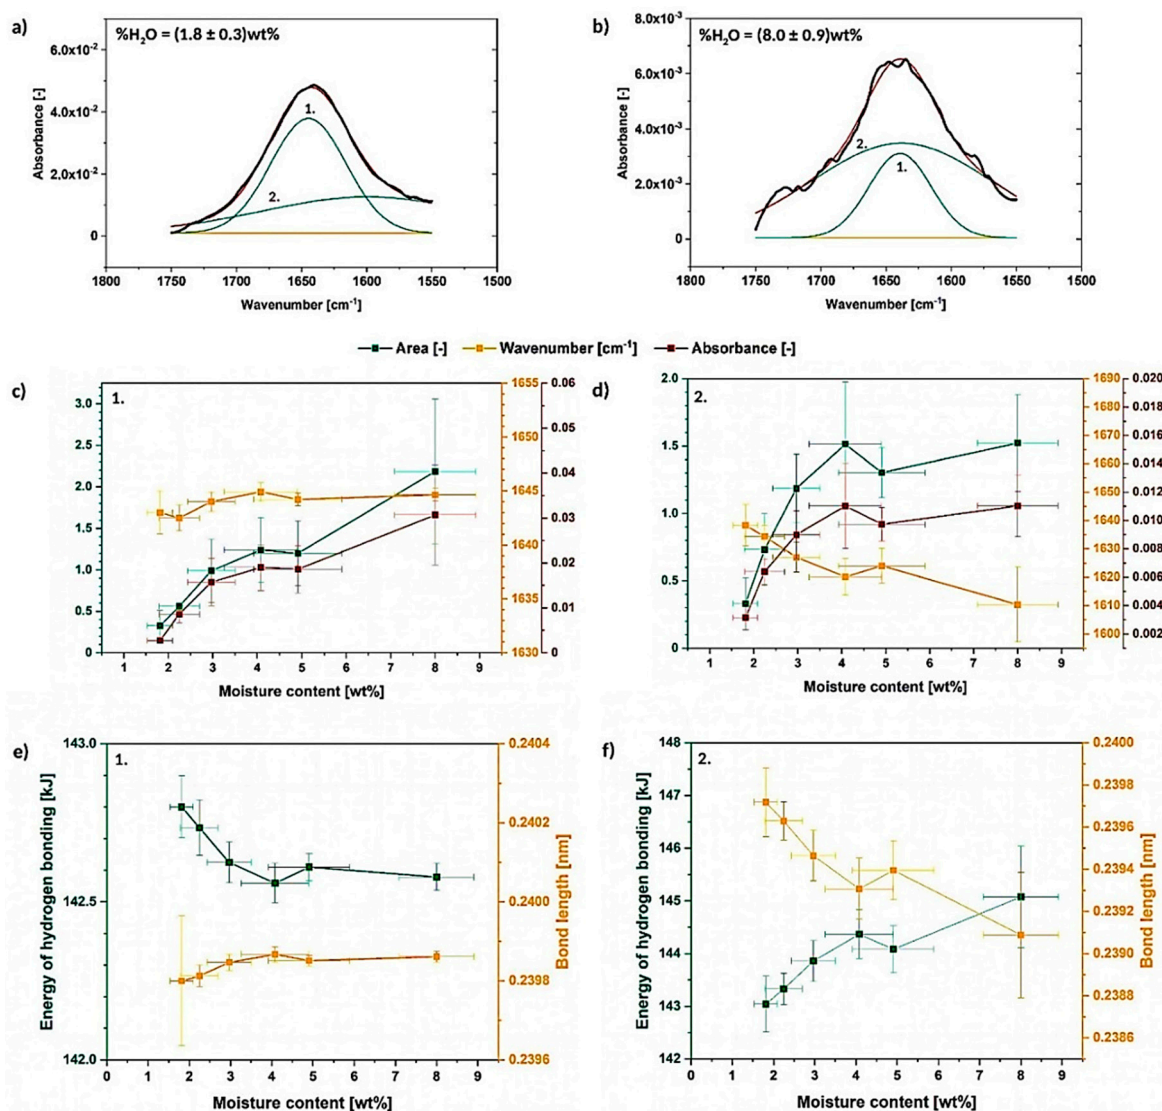 a)
%H₂O = (1.8 ± 0.3)wt%
6.0x10⁻²
4.0x10⁻²
2.0x10⁻²
0
Absorbance [-]
1.
2.
1800 1750 1700 1650 1600 1550 1500
Wavenumber [cm⁻¹]
b)
%H₂O = (8.0 ± 0.9)wt%
8.0x10⁻³
6.0x10⁻³
4.0x10⁻³
2.0x10⁻³
0
Absorbance [-]
2.
1.
1800 1750 1700 1650 1600 1550 1500
Wavenumber [cm⁻¹]
Area [-] Wavenumber [cm⁻¹] Absorbance [-]
c)
1.
3.0
2.5
2.0
1.5
1.0
0.5
0
1655
1650
1645
1640
1635
1630
0.06
0.05
0.04
0.03
0.02
0.01
0
1 2 3 4 5 6 7 8 9
Moisture content [wt%]
d)
2.
2.0
1.5
1.0
0.5
0
1690
1680
1670
1660
1650
1640
1630
1620
1610
1600
0.020
0.018
0.016
0.014
0.012
0.010
0.008
0.006
0.004
0.002
1 2 3 4 5 6 7 8 9
Moisture content [wt%]
e)
1.
143.0
142.5
142.0
Energy of hydrogen bonding [kJ]
0.2404
0.2402
0.2400
0.2398
0.2396
Bond length [nm]
0 1 2 3 4 5 6 7 8 9
Moisture content [wt%]
f)
2.
148
147
146
145
144
143
142
Energy of hydrogen bonding [kJ]
0.2400
0.2398
0.2396
0.2394
0.2392
0.2390
0.2388
0.2386
Bond length [nm]
0 1 2 3 4 5 6 7 8 9
Moisture content [wt%]